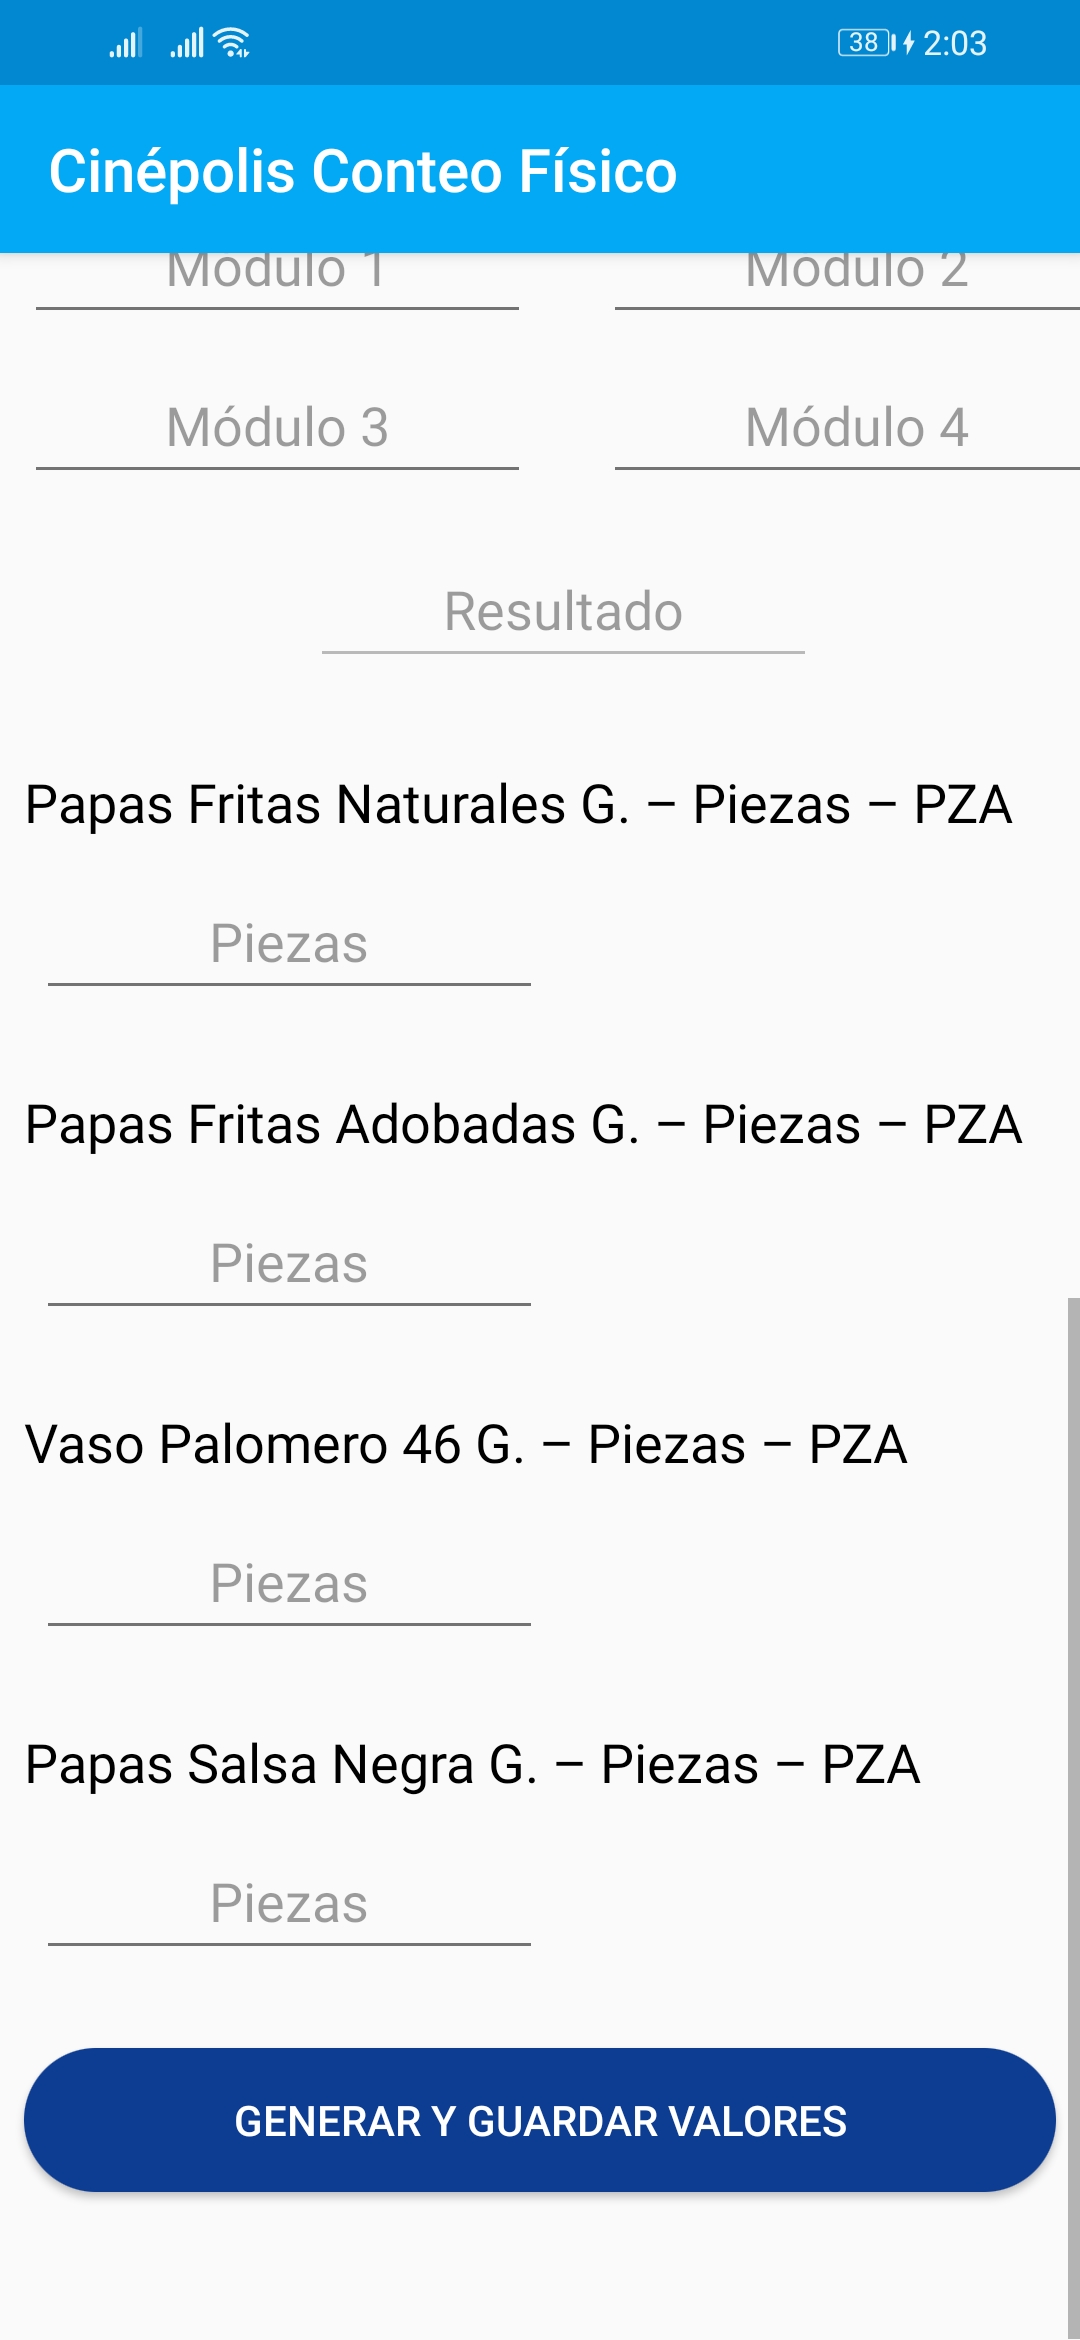 38 2:03
Cinépolis Conteo Físico
Módulo 1 Módulo 2
Módulo 3 Módulo 4
Resultado
Papas Fritas Naturales G. – Piezas – PZA
Piezas
Papas Fritas Adobadas G. – Piezas – PZA
Piezas
Vaso Palomero 46 G. – Piezas – PZA
Piezas
Papas Salsa Negra G. – Piezas – PZA
Piezas
GENERAR Y GUARDAR VALORES